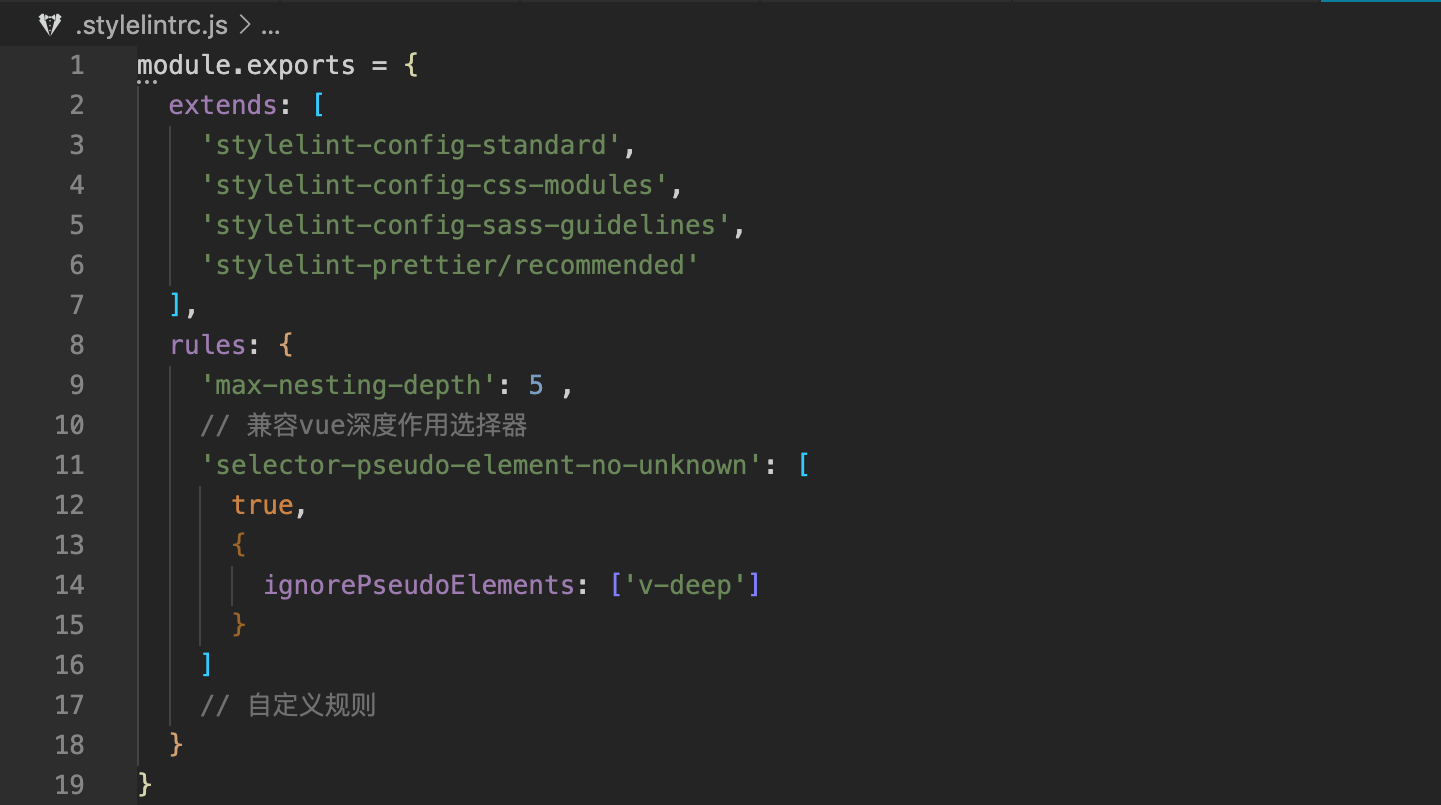 .stylelintrc.js > ...
1 module.exports = {
2   extends: [
3     'stylelint-config-standard',
4     'stylelint-config-css-modules',
5     'stylelint-config-sass-guidelines',
6     'stylelint-prettier/recommended'
7   ],
8   rules: {
9     'max-nesting-depth': 5 ,
10     // 兼容vue深度作用选择器
11     'selector-pseudo-element-no-unknown': [
12       true,
13       {
14         ignorePseudoElements: ['v-deep']
15       }
16     ]
17     // 自定义规则
18   }
19 }